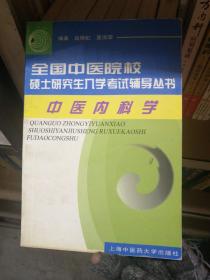 全国中医院校
硕士研究生入学考试辅导丛书
中医内科学
QUANGUO ZHONGYIYUANXIAO
SHUOSHIYANJIUSHENG RUXUEKAOSHI
FUDAOCONGSHU
上海中医药大学出版社